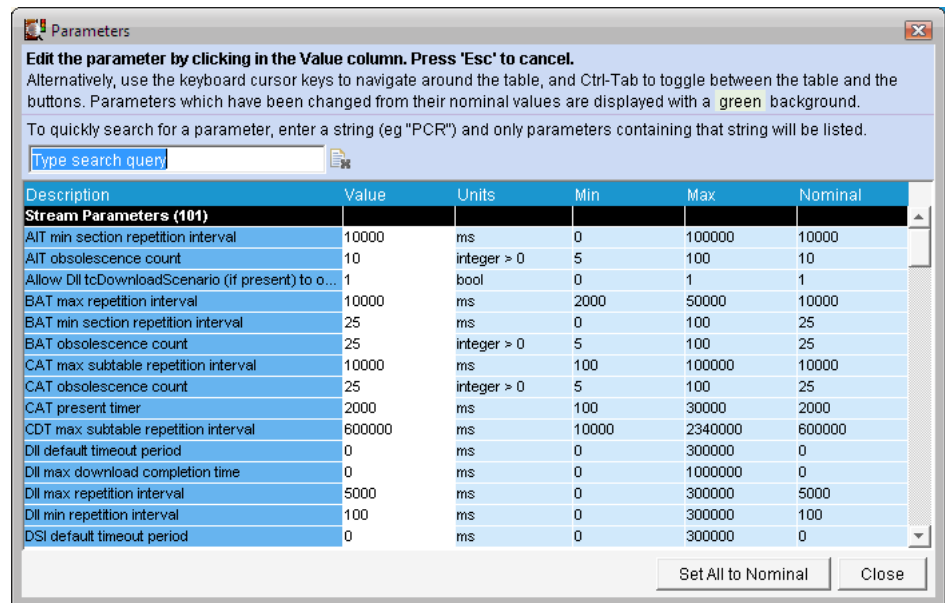 Parameters
Edit the parameter by clicking in the Value column. Press 'Esc' to cancel.
Alternatively, use the keyboard cursor keys to navigate around the table, and Ctrl-Tab to toggle between the table and the
buttons. Parameters which have been changed from their nominal values are displayed with a green background.
To quickly search for a parameter, enter a string (eg "PCR") and only parameters containing that string will be listed.
Type search query
Description Value Units Min Max Nominal
Stream Parameters (101)
AIT min section repetition interval 10000 ms 0 100000 10000
AIT obsolescence count 10 integer > 0 5 100 10
Allow DII tcDownloadScenario (if present) to o... 1 bool 0 1 1
BAT max repetition interval 10000 ms 2000 50000 10000
BAT min section repetition interval 25 ms 0 100 25
BAT obsolescence count 25 integer > 0 5 100 25
CAT max subtable repetition interval 10000 ms 100 100000 10000
CAT obsolescence count 25 integer > 0 5 100 25
CAT present timer 2000 ms 100 30000 2000
CDT max subtable repetition interval 600000 ms 10000 2340000 600000
DII default timeout period 0 ms 0 300000 0
DII max download completion time 0 ms 0 1000000 0
DII max repetition interval 5000 ms 0 300000 5000
DII min repetition interval 100 ms 0 300000 100
DSI default timeout period 0 ms 0 300000 0
Set All to Nominal Close